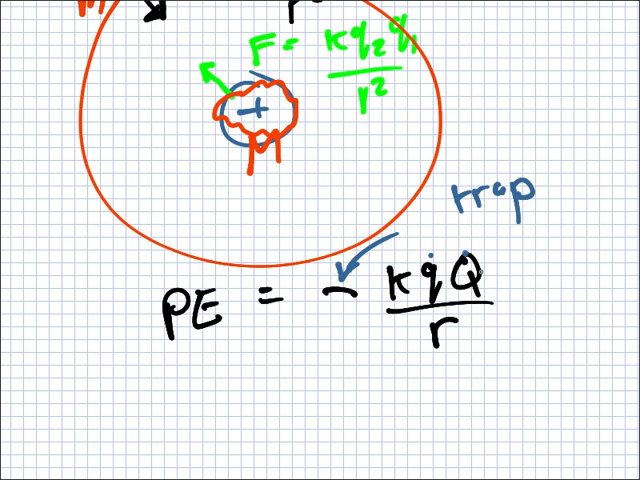 F = kq₂q₁ / r²
+
trap
PE = - kqQ / r